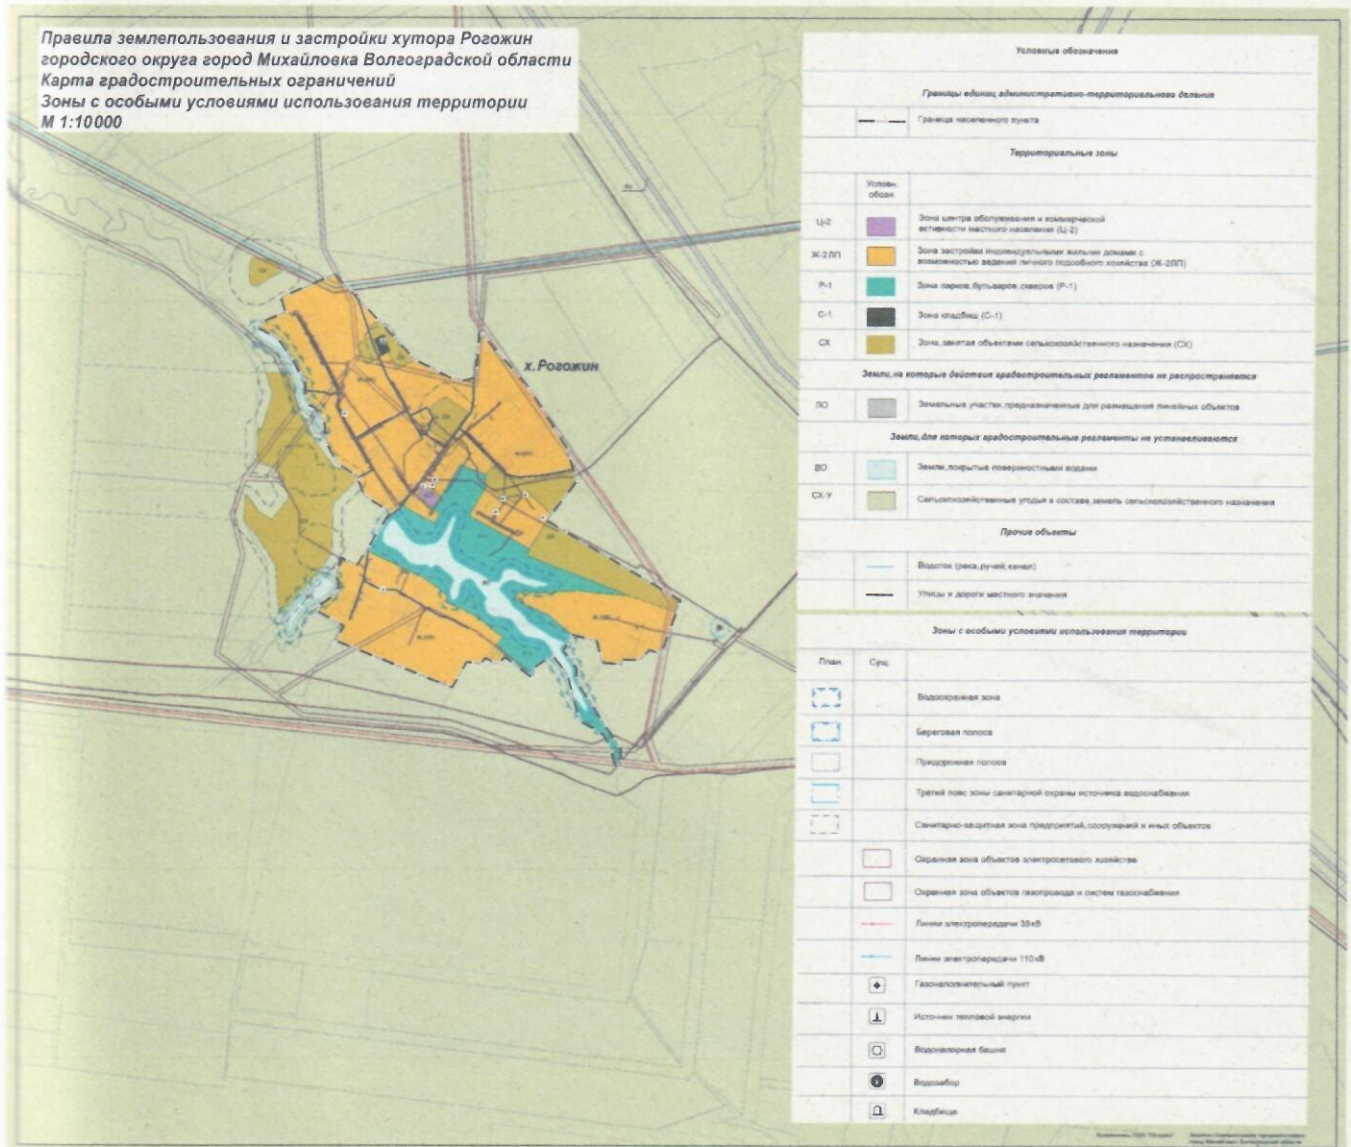 Правила землепользования и застройки хутора Рогожин
городского округа город Михайловка Волгоградской области
Карта градостроительных ограничений
Зоны с особыми условиями использования территории
М 1:10000
х.Рогожин
Условные обозначения
Границы единиц административно-территориального деления
Граница населенного пункта
Территориальные зоны
Условн.
обозн.
Ц-2
Зона центра обслуживания и коммерческой
активности местного населения (Ц-2)
Ж-2ЛП
Зона застройки индивидуальными жилыми домами с
возможностью ведения личного подсобного хозяйства (Ж-2ЛП)
Р-1
Зона парков, бульваров, скверов (Р-1)
С-1
Зона кладбищ (С-1)
СХ
Зона, занятая объектами сельскохозяйственного назначения (СХ)
Земли, на которые действия градостроительных регламентов не распространяется
ЛО
Земельные участки, предназначенные для размещения линейных объектов
Земли, для которых градостроительные регламенты не устанавливаются
ВО
Земли, покрытые поверхностными водами
СХ-У
Сельскохозяйственные угодья в составе земель сельскохозяйственного назначения
Прочие объекты
Водоток (река, ручей, канал)
Улицы и дороги местного значения
Зоны с особыми условиями использования территории
План. Сущ.
Водоохранная зона
Береговая полоса
Придорожная полоса
Третий пояс зоны санитарной охраны источника водоснабжения
Санитарно-защитная зона предприятий, сооружений и иных объектов
Охранная зона объектов электросетевого хозяйства
Охранная зона объектов газопровода и систем газоснабжения
Линии электропередачи 35кВ
Линии электропередачи 110кВ
Газонаполнительный пункт
Источник тепловой энергии
Водонапорная башня
Водозабор
Кладбище